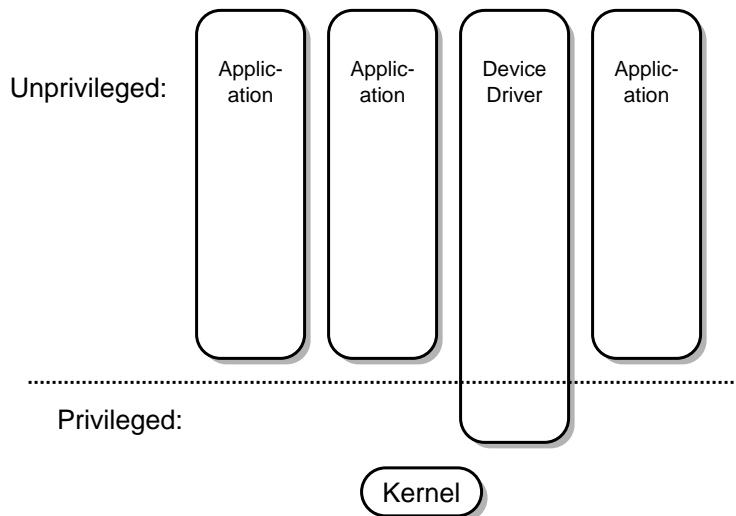 Unprivileged:
Applic-
ation
Applic-
ation
Device
Driver
Applic-
ation
Privileged:
Kernel